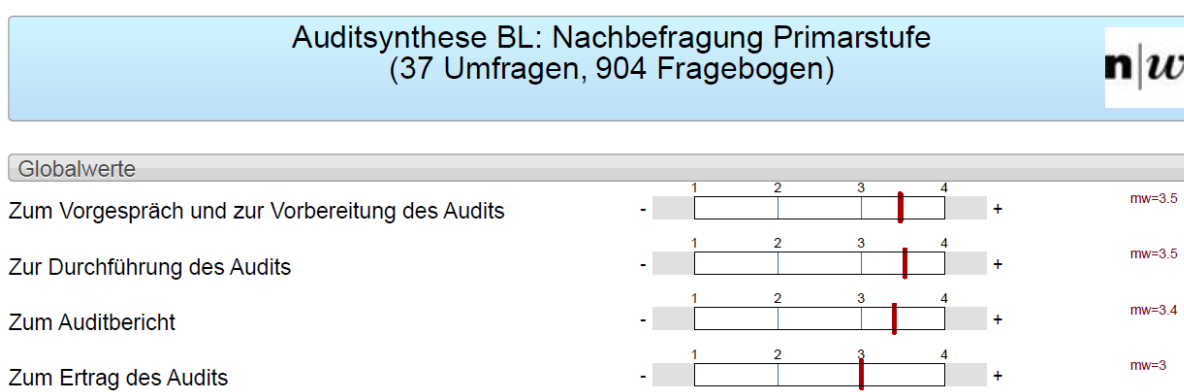 Auditsynthese BL: Nachbefragung Primarstufe
(37 Umfragen, 904 Fragebogen)
n|w
Globalwerte
Zum Vorgespräch und zur Vorbereitung des Audits - 1 2 3 4 + mw=3.5
Zur Durchführung des Audits - 1 2 3 4 + mw=3.5
Zum Auditbericht - 1 2 3 4 + mw=3.4
Zum Ertrag des Audits - 1 2 3 4 + mw=3